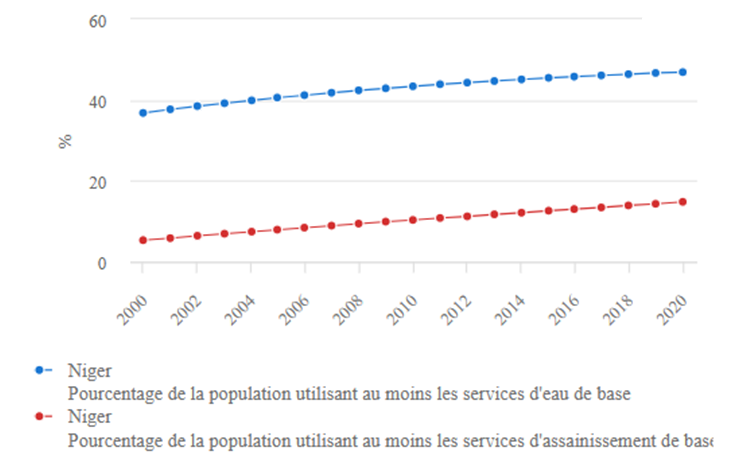 60
40
%
20
0
2000 2002 2004 2006 2008 2010 2012 2014 2016 2018 2020
Niger
Pourcentage de la population utilisant au moins les services d'eau de base
Niger
Pourcentage de la population utilisant au moins les services d'assainissement de base